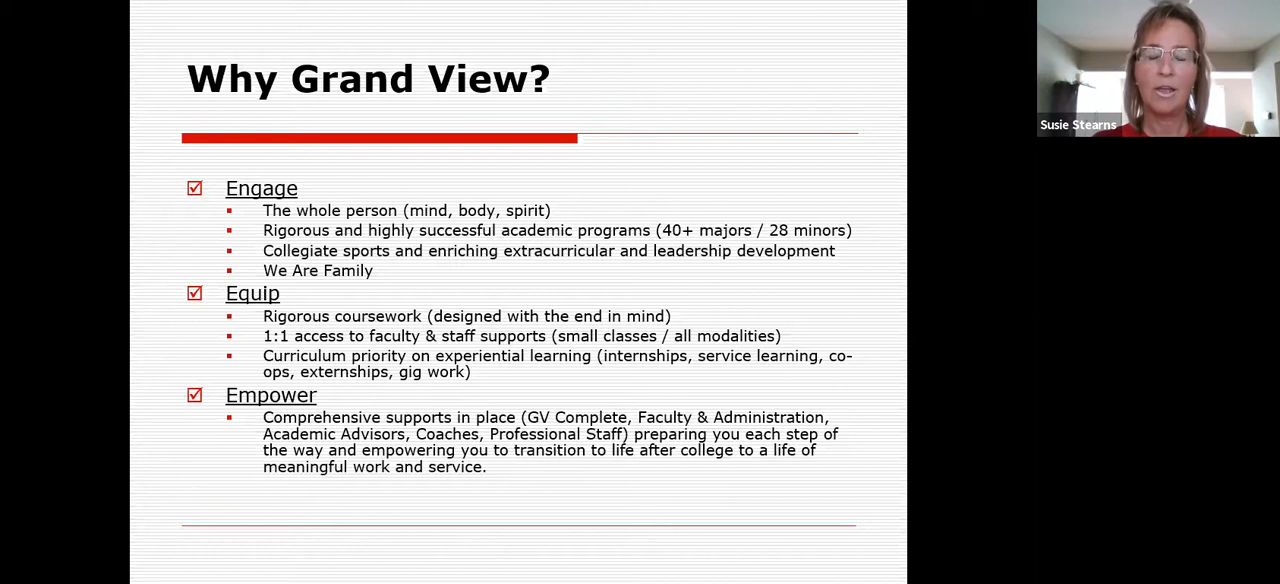 Why Grand View?
Susie Stearns
Engage
The whole person (mind, body, spirit)
Rigorous and highly successful academic programs (40+ majors / 28 minors)
Collegiate sports and enriching extracurricular and leadership development
We Are Family
Equip
Rigorous coursework (designed with the end in mind)
1:1 access to faculty & staff supports (small classes / all modalities)
Curriculum priority on experiential learning (internships, service learning, co-
ops, externships, gig work)
Empower
Comprehensive supports in place (GV Complete, Faculty & Administration,
Academic Advisors, Coaches, Professional Staff) preparing you each step of
the way and empowering you to transition to life after college to a life of
meaningful work and service.